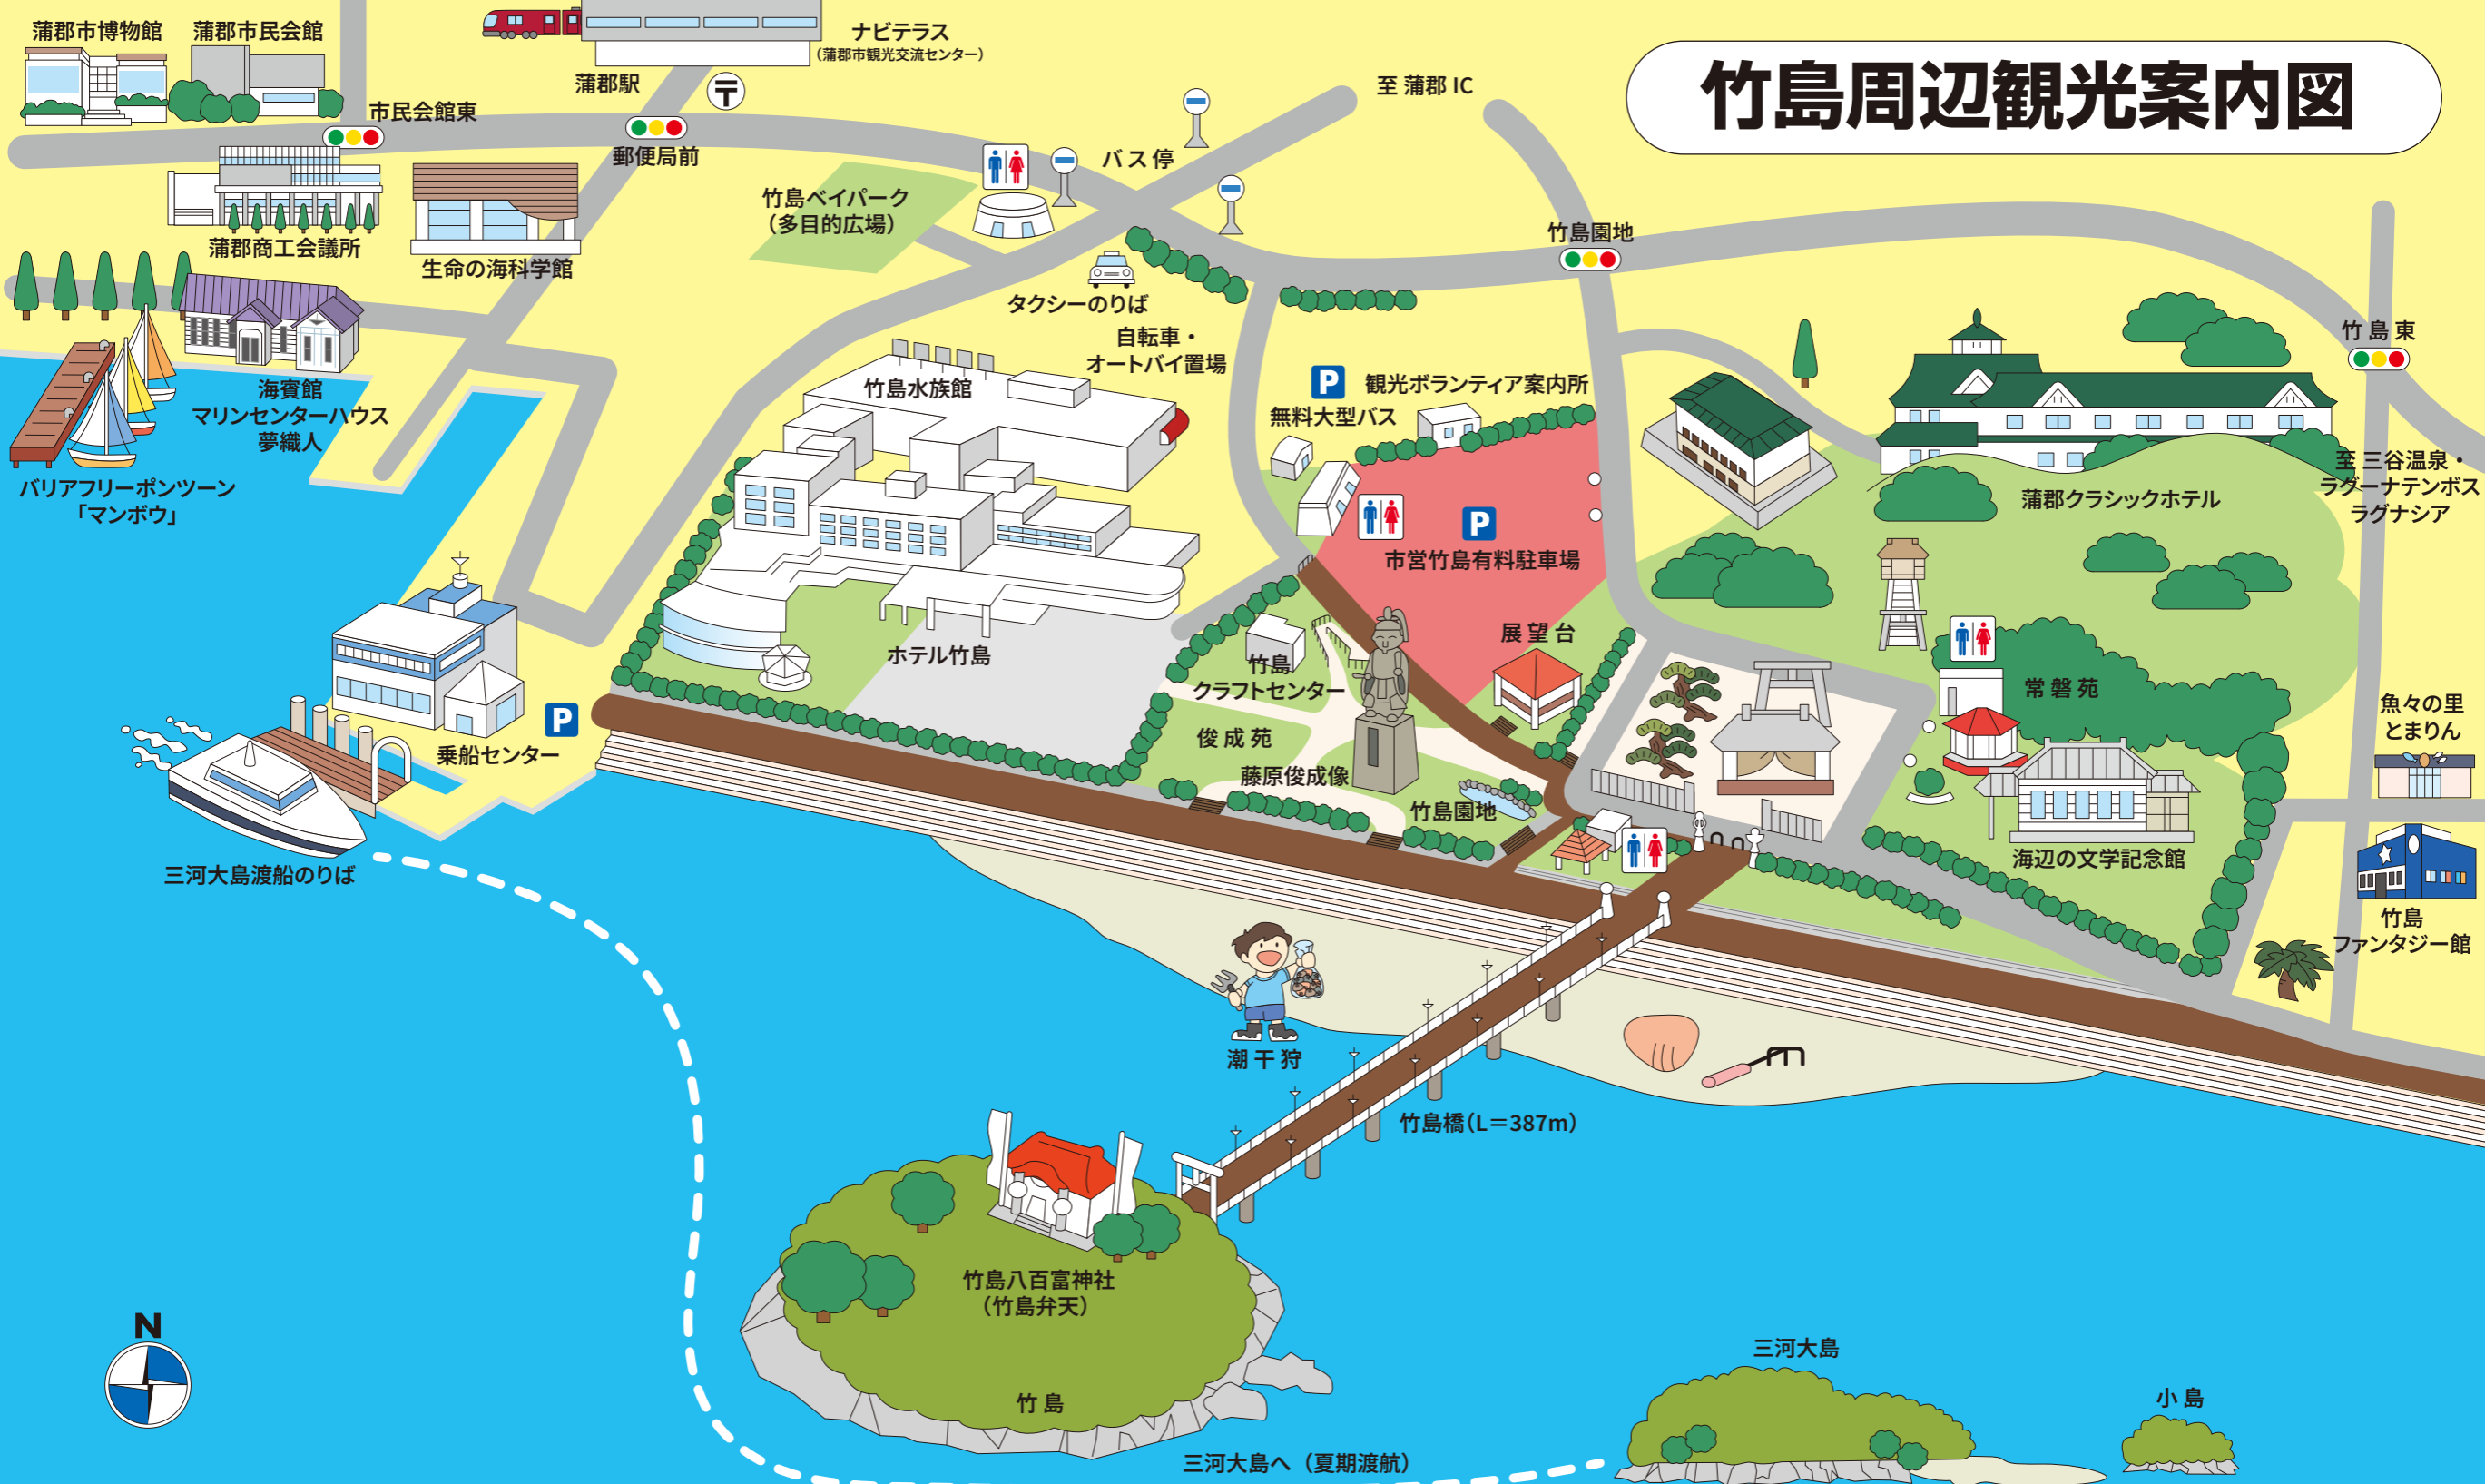 竹島周辺観光案内図
蒲郡市博物館
蒲郡市民会館
市民会館東
ナビテラス
（蒲郡市観光交流センター）
蒲郡駅
〒
郵便局前
至 蒲郡 IC
バス停
竹島ベイパーク
（多目的広場）
蒲郡商工会議所
生命の海科学館
竹島園地
タクシーのりば
自転車・
オートバイ置場
竹島東
海賓館
マリンセンターハウス
夢織人
竹島水族館
P
観光ボランティア案内所
無料大型バス
バリアフリーポンツーン
「マンボウ」
P
市営竹島有料駐車場
蒲郡クラシックホテル
至 三谷温泉・
ラグーナテンボス
ラグナシア
展望台
ホテル竹島
竹島
クラフトセンター
常磐苑
魚々の里
とまりん
P
乗船センター
俊成苑
藤原俊成像
竹島園地
海辺の文学記念館
三河大島渡船のりば
竹島
ファンタジー館
潮干狩
竹島橋（L＝387m）
竹島八百富神社
（竹島弁天）
竹島
N
三河大島
小島
三河大島へ（夏期渡航）